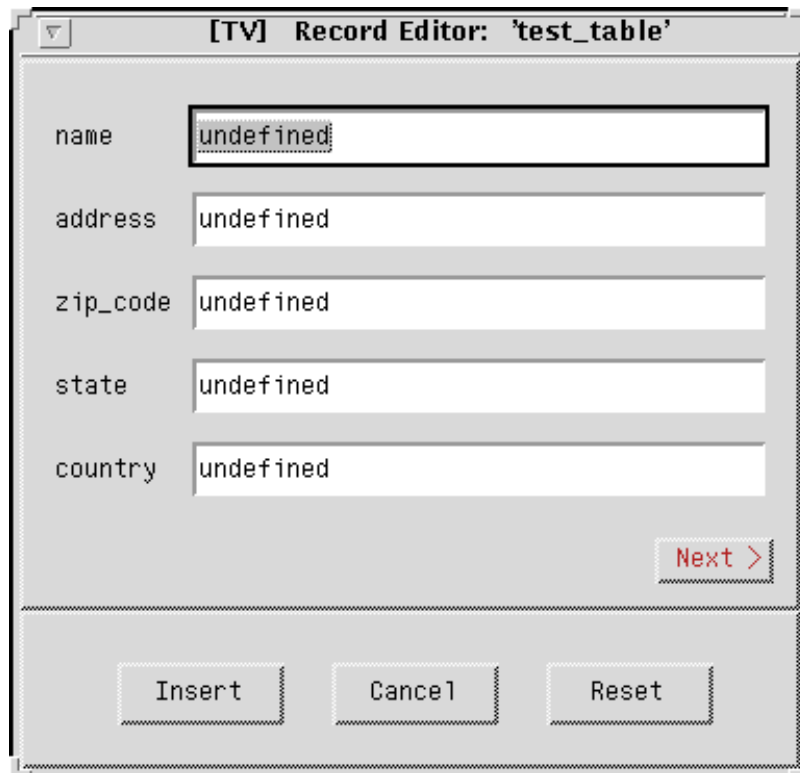 [TV] Record Editor: 'test_table'
name undefined
address undefined
zip_code undefined
state undefined
country undefined
Next >
Insert Cancel Reset